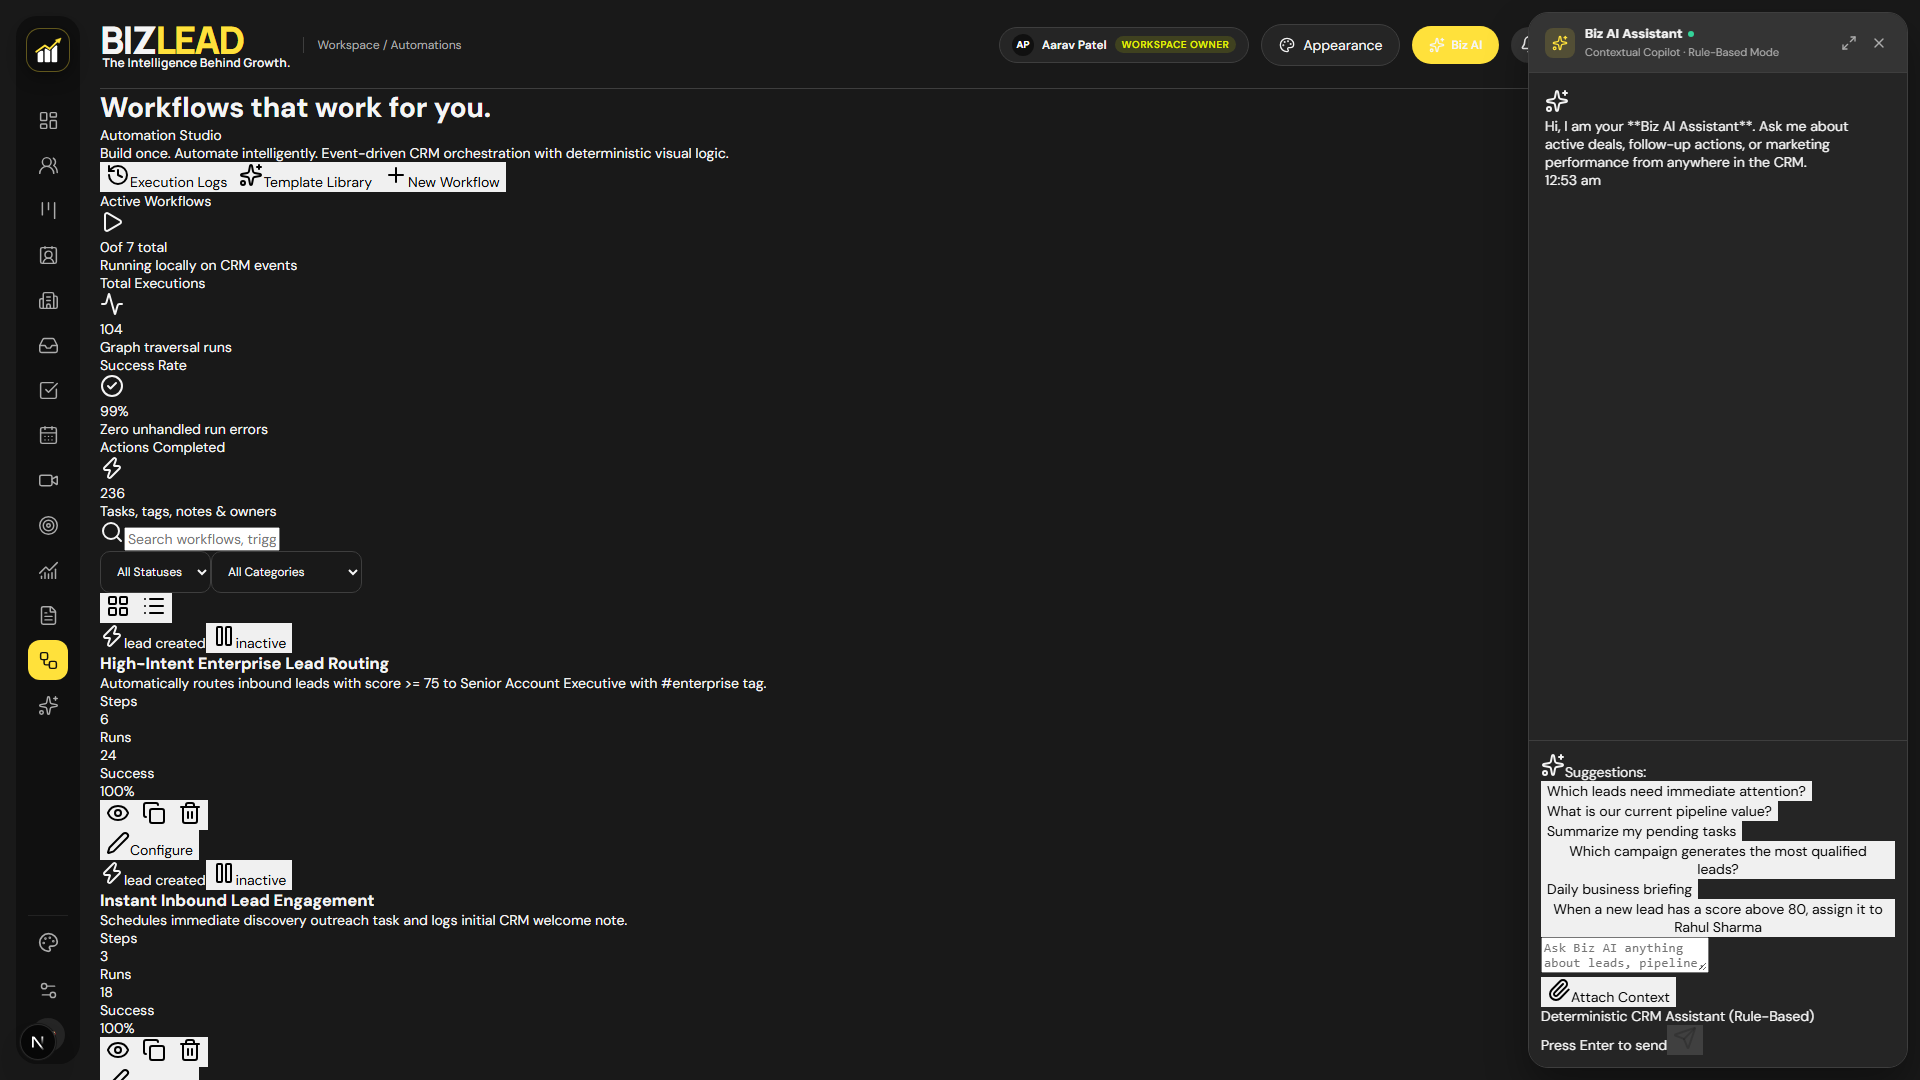 BIZLEAD
The Intelligence Behind Growth.
Workspace / Automations
AP Aarav Patel WORKSPACE OWNER
Appearance
Biz AI
Workflows that work for you.
Automation Studio
Build once. Automate intelligently. Event-driven CRM orchestration with deterministic visual logic.
Execution Logs Template Library New Workflow
Active Workflows
0of 7 total
Running locally on CRM events
Total Executions
104
Graph traversal runs
Success Rate
99%
Zero unhandled run errors
Actions Completed
236
Tasks, tags, notes & owners
Search workflows, trigg
All Statuses All Categories
lead created inactive
High-Intent Enterprise Lead Routing
Automatically routes inbound leads with score >= 75 to Senior Account Executive with #enterprise tag.
Steps
6
Runs
24
Success
100%
Configure
lead created inactive
Instant Inbound Lead Engagement
Schedules immediate discovery outreach task and logs initial CRM welcome note.
Steps
3
Runs
18
Success
100%
N
Biz AI Assistant
Contextual Copilot · Rule-Based Mode
Hi, I am your **Biz AI Assistant**. Ask me about
active deals, follow-up actions, or marketing
performance from anywhere in the CRM.
12:53 am
Suggestions:
Which leads need immediate attention?
What is our current pipeline value?
Summarize my pending tasks
Which campaign generates the most qualified
leads?
Daily business briefing
When a new lead has a score above 80, assign it to
Rahul Sharma
Ask Biz AI anything
about leads, pipeline,
Attach Context
Deterministic CRM Assistant (Rule-Based)
Press Enter to send